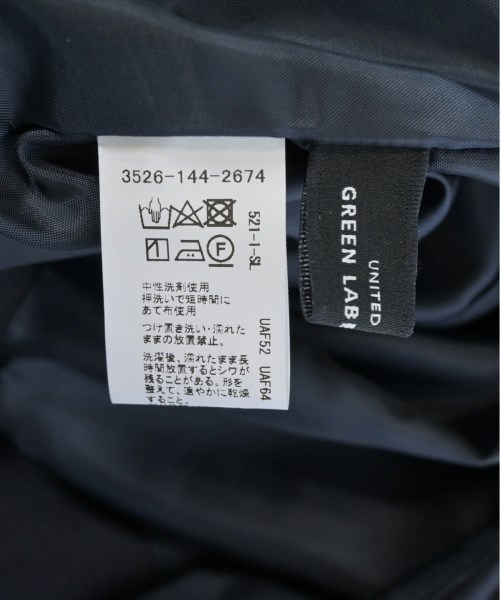 3526-144-2674
521-I-SL
中性洗剤使用
押洗いで短時間に
あて布使用
つけ置き洗い・濡れた
ままの放置禁止。
洗濯後、濡れたまま長
時間放置するとシワが
残ることがある。形を
整えて、速やかに乾燥
すること。
UAF52 UAF64
UNITED
GREEN LAB